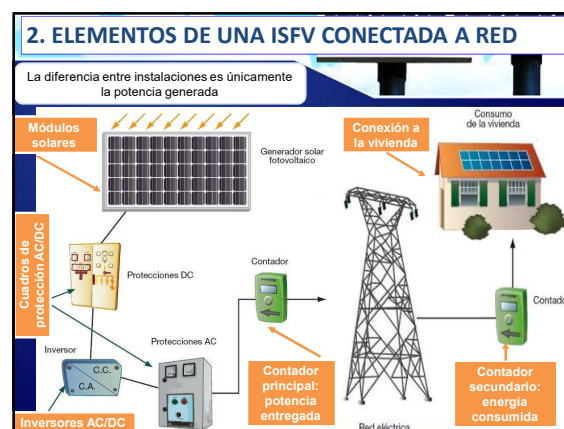 2. ELEMENTOS DE UNA ISFV CONECTADA A RED
La diferencia entre instalaciones es únicamente
la potencia generada
Módulos
solares
Generador solar
fotovoltaico
Conexión a
la vivienda
Consumo
de la vivienda
Cuadros de
protección AC/DC
Protecciones DC
Contador
Contado
Inversor
C.C.
C.A.
Protecciones AC
Inversores AC/DC
Contador
principal:
potencia
entregada
Red eléctrica
Contador
secundario:
energía
consumida